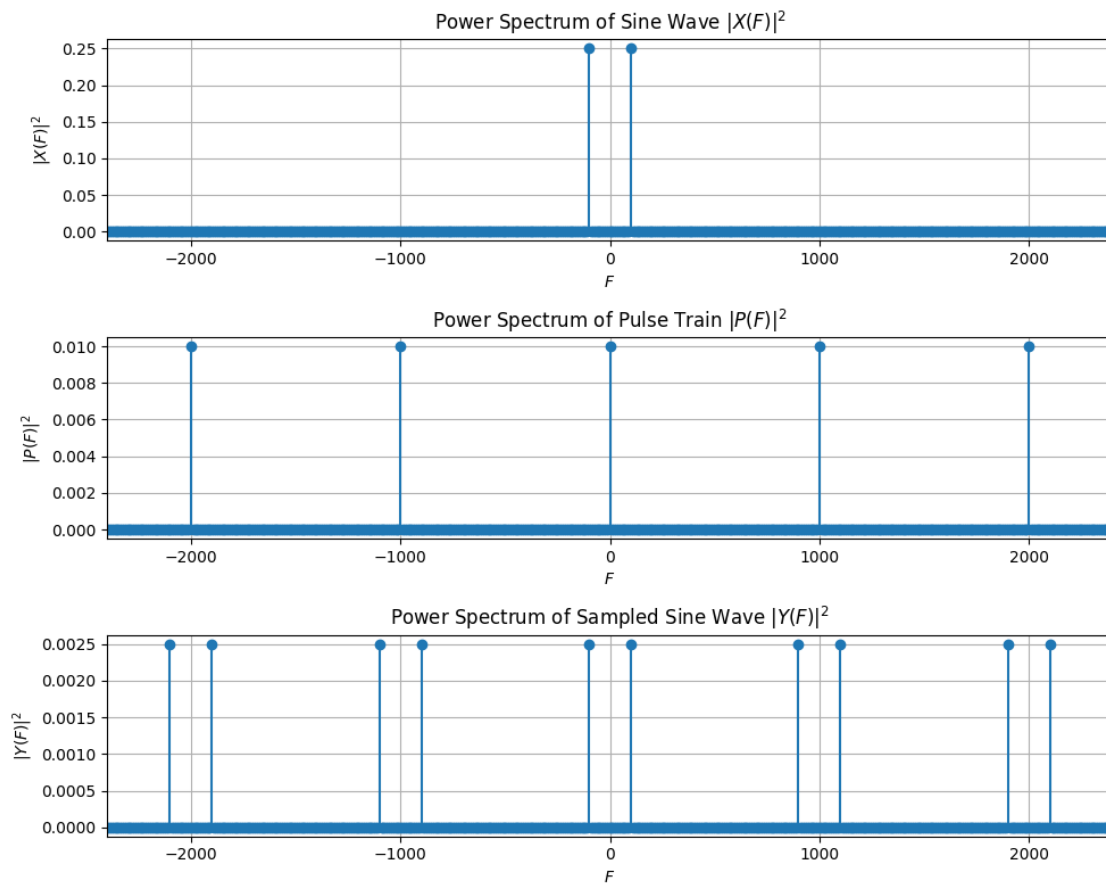 Power Spectrum of Sine Wave |X(F)|²
|X(F)|²
0.25
0.20
0.15
0.10
0.05
0.00
−2000 −1000 0 1000 2000
F
Power Spectrum of Pulse Train |P(F)|²
|P(F)|²
0.010
0.008
0.006
0.004
0.002
0.000
−2000 −1000 0 1000 2000
F
Power Spectrum of Sampled Sine Wave |Y(F)|²
|Y(F)|²
0.0025
0.0020
0.0015
0.0010
0.0005
0.0000
−2000 −1000 0 1000 2000
F